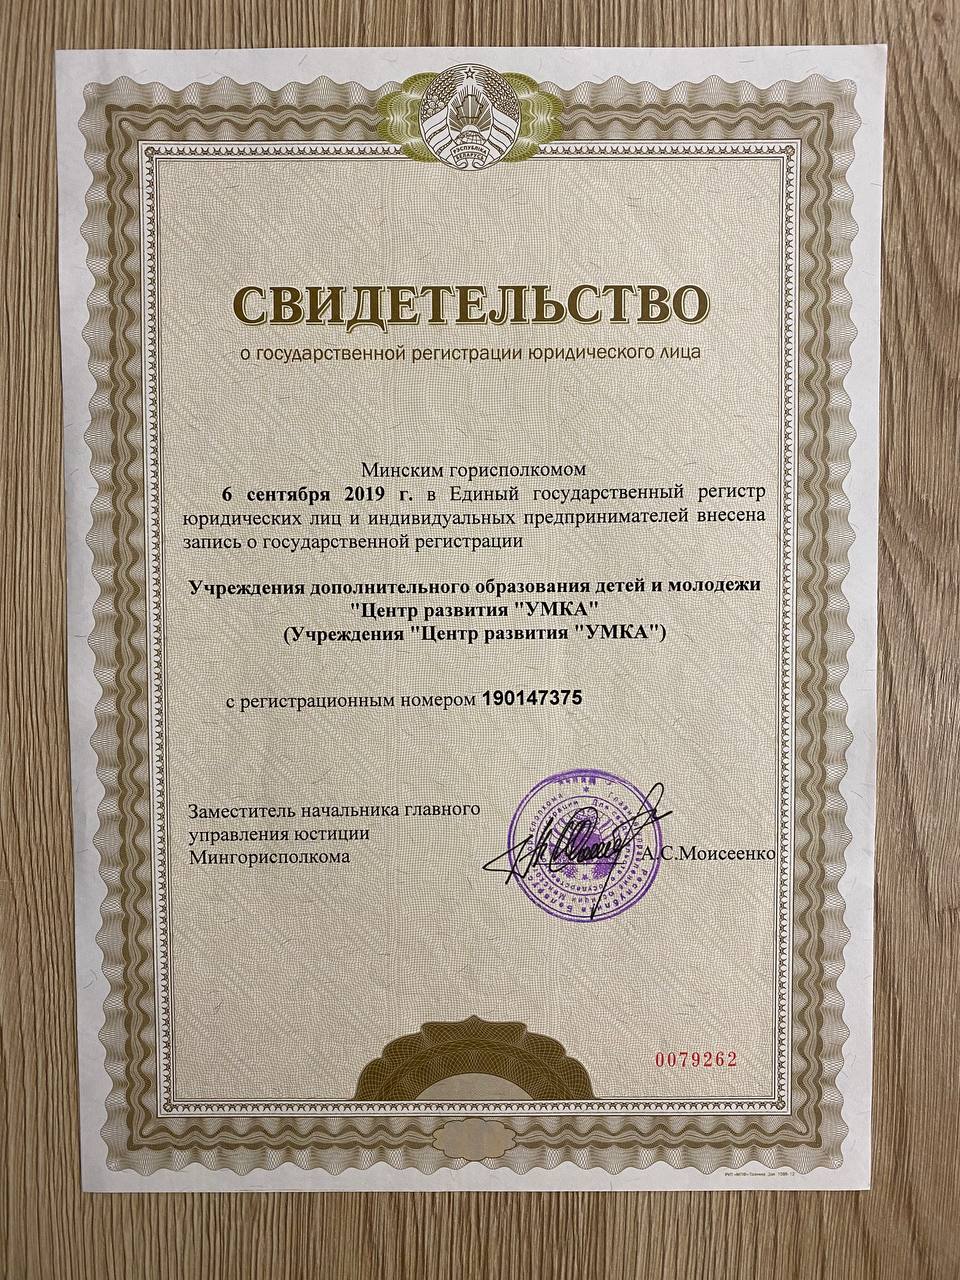 РЭСПУБЛІКА
БЕЛАРУСЬ
СВИДЕТЕЛЬСТВО
о государственной регистрации юридического лица
Минским горисполкомом
6 сентября 2019 г. в Единый государственный регистр
юридических лиц и индивидуальных предпринимателей внесена
запись о государственной регистрации
Учреждения дополнительного образования детей и молодежи
"Центр развития "УМКА"
(Учреждения "Центр развития "УМКА")
с регистрационным номером 190147375
Заместитель начальника главного
управления юстиции
Мингорисполкома
А.С.Моисеенко
0079262